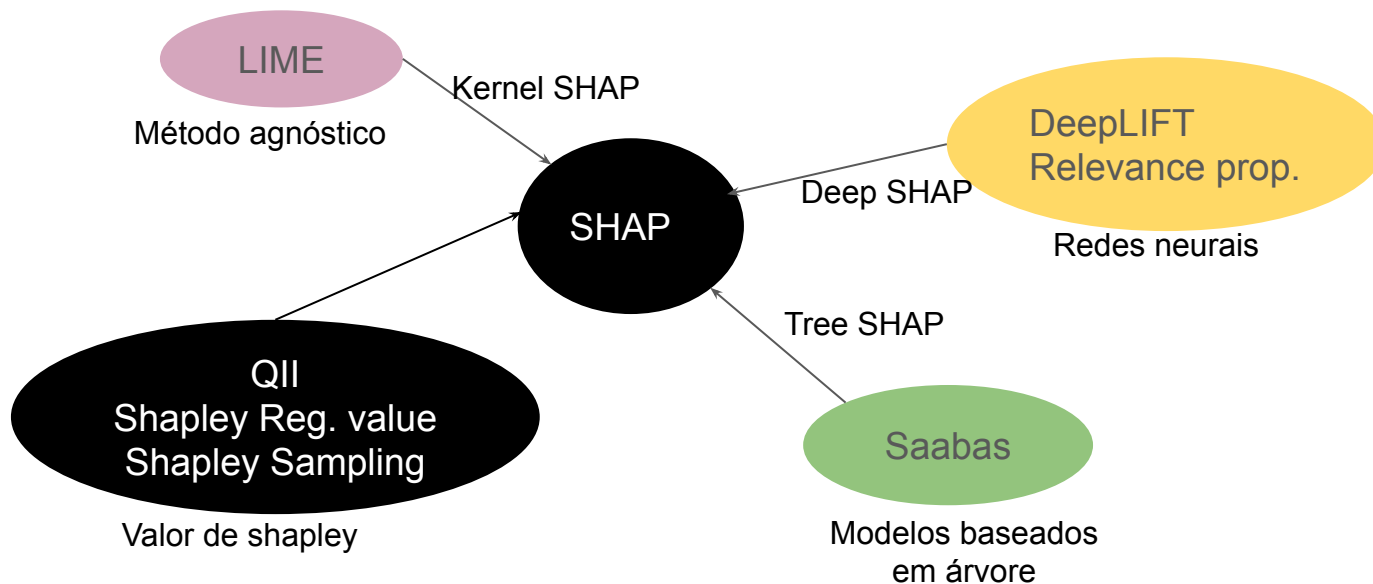 LIME
Kernel SHAP
Método agnóstico
DeepLIFT
Relevance prop.
Deep SHAP
Redes neurais
SHAP
Tree SHAP
QII
Shapley Reg. value
Shapley Sampling
Valor de shapley
Saabas
Modelos baseados
em árvore